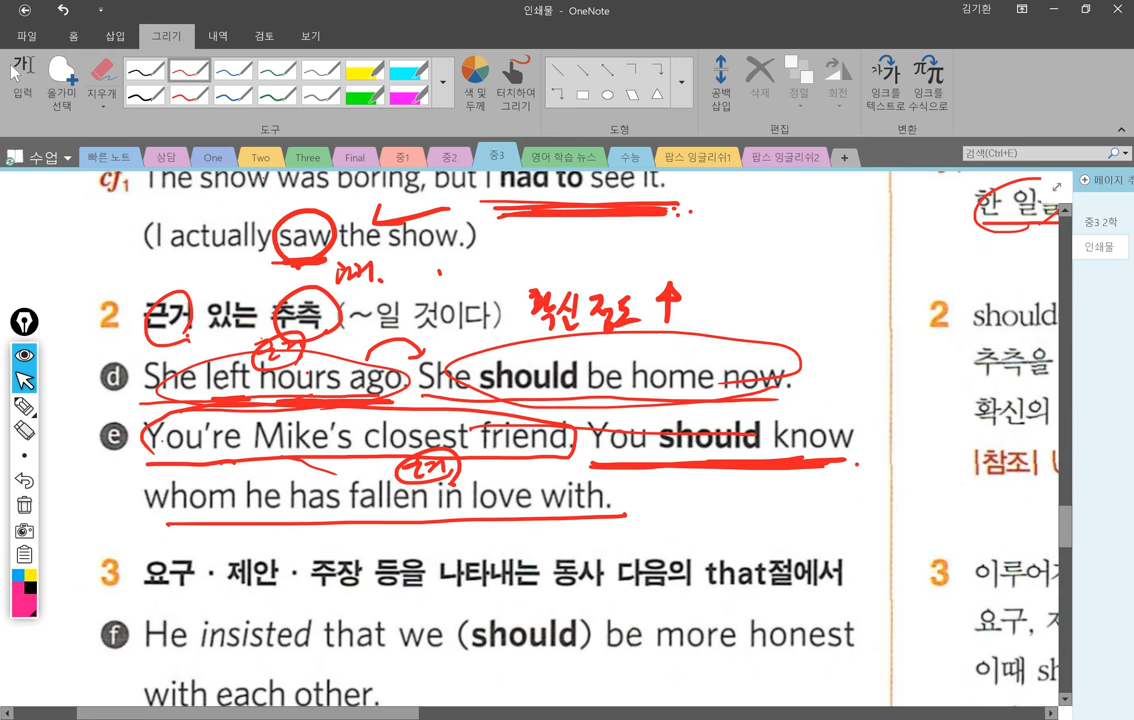 인쇄물 - OneNote
김기환
파일 홈 삽입 그리기 내역 검토 보기
입력
올가미 선택
지우개
색 및 두께
터치하여 그리기
공백 삽입
삭제
정렬
회전
잉크를 텍스트로
잉크를 수식으로
도구 도형 편집 변환
수업 빠른 노트 상담 One Two Three Final 중1 중2 중3 영어 학습 뉴스 수능 팝스 잉글리쉬1 팝스 잉글리쉬2
검색(Ctrl+E)
페이지 추
중3 2학
인쇄물
cf1 The show was boring, but I had to see it.
(I actually saw the show.)
과거.
2 근거 있는 추측 (~일 것이다) 확신 정도 ↑
근거
d She left hours ago. She should be home now.
e You're Mike's closest friend. You should know
근거
whom he has fallen in love with.
3 요구 · 제안 · 주장 등을 나타내는 동사 다음의 that절에서
f He insisted that we (should) be more honest
with each other.
한 일을
2 should
추측을
확신의
|참조|
3 이루어
요구,
이때 sh